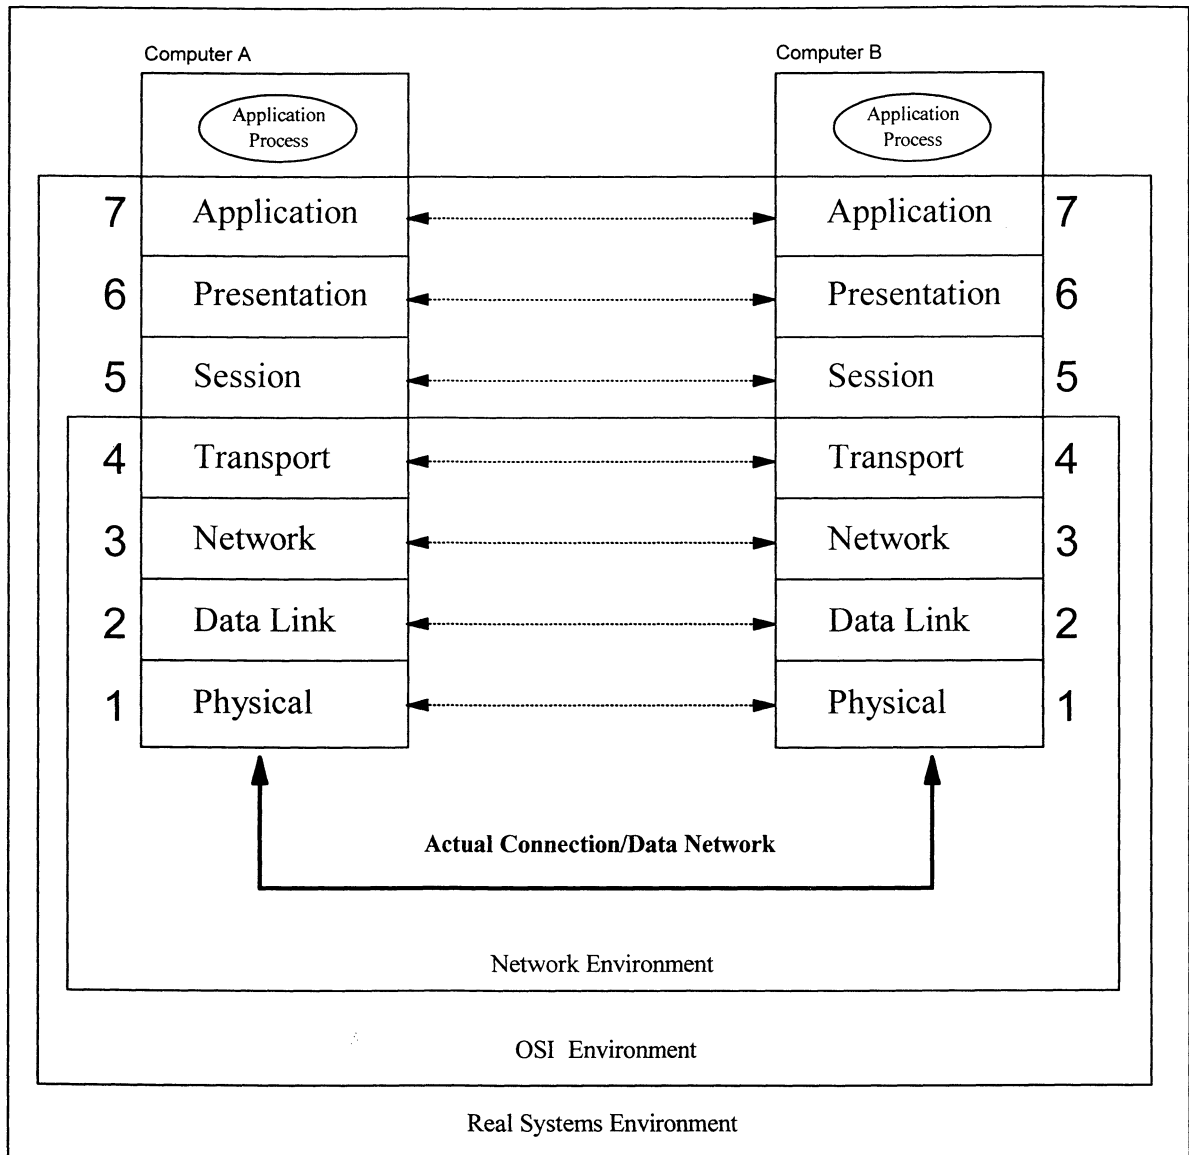 Computer A
Computer B
Application
Process
Application
Process
7 Application Application 7
6 Presentation Presentation 6
5 Session Session 5
4 Transport Transport 4
3 Network Network 3
2 Data Link Data Link 2
1 Physical Physical 1
Actual Connection/Data Network
Network Environment
OSI Environment
Real Systems Environment